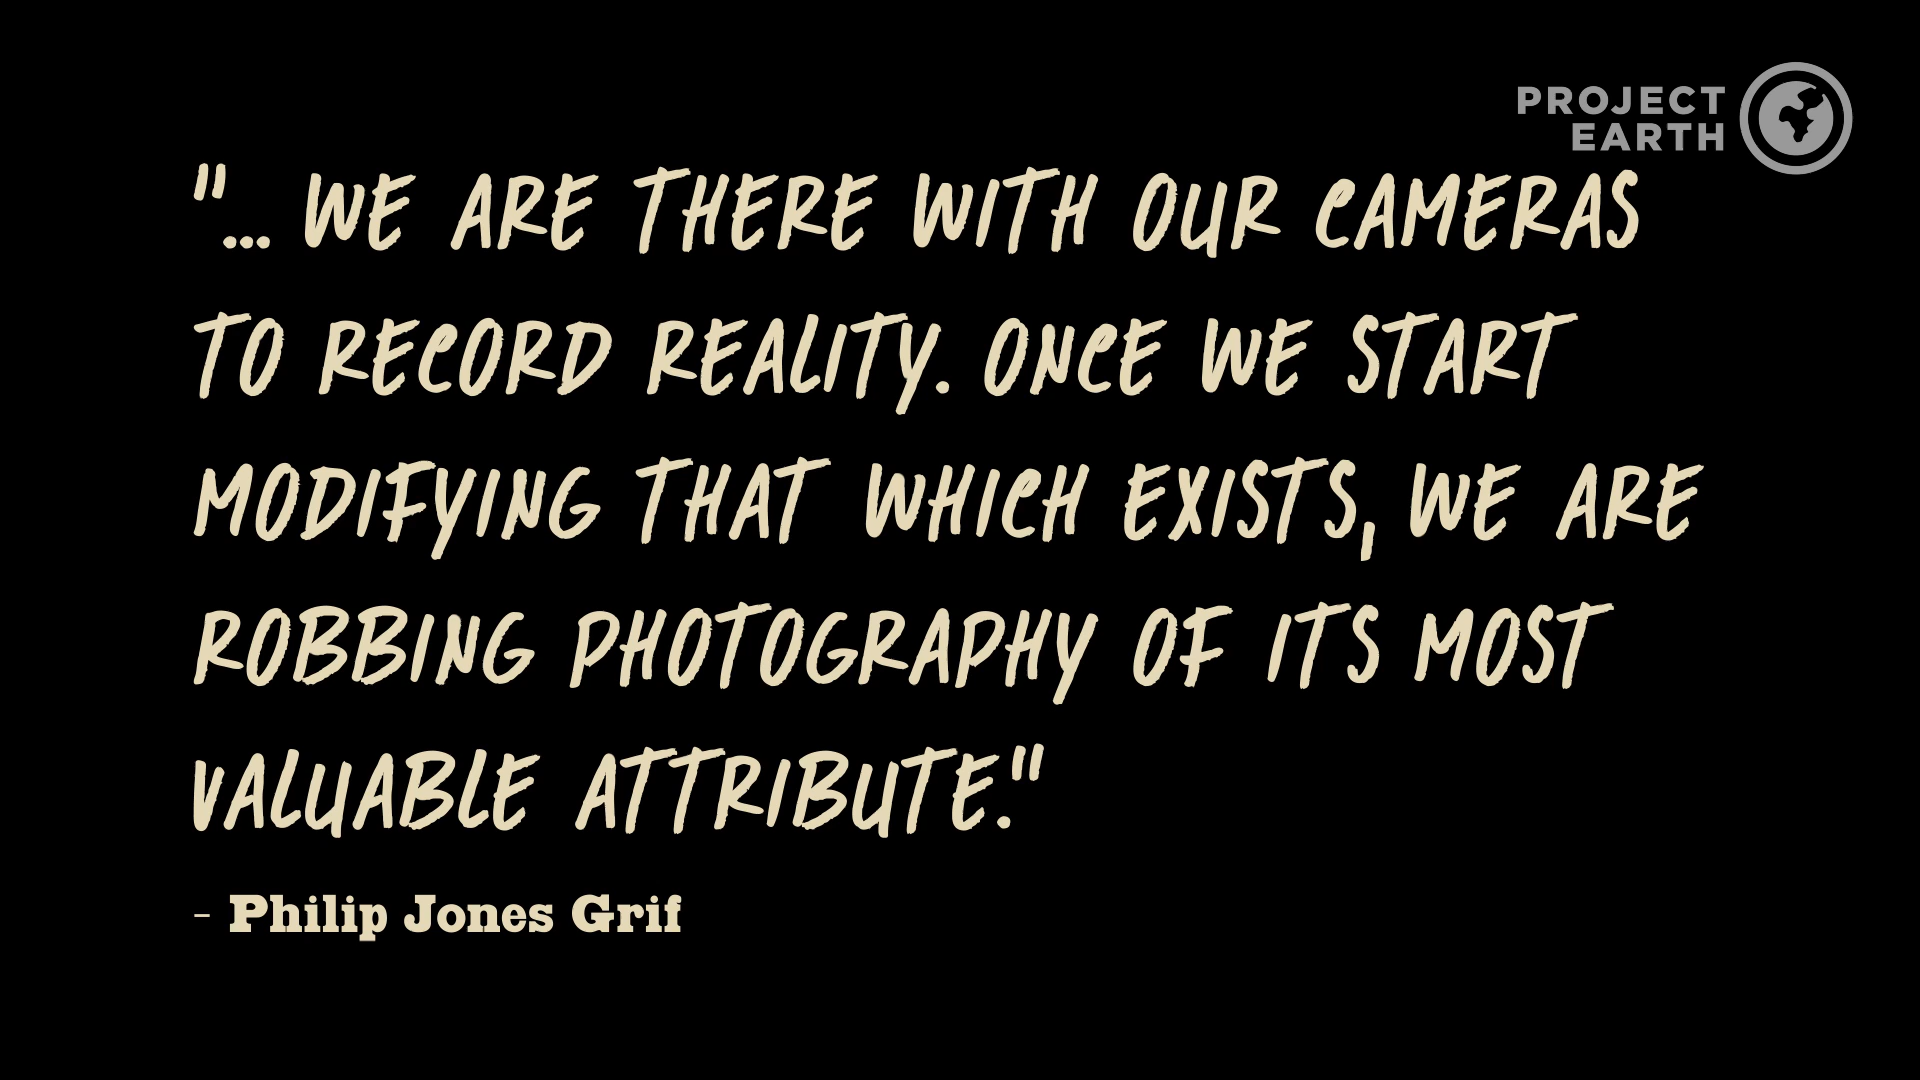 PROJECT
EARTH
"... WE ARE THERE WITH OUR CAMERAS
TO RECORD REALITY. ONCE WE START
MODIFYING THAT WHICH EXISTS, WE ARE
ROBBING PHOTOGRAPHY OF ITS MOST
VALUABLE ATTRIBUTE."
- Philip Jones Grif